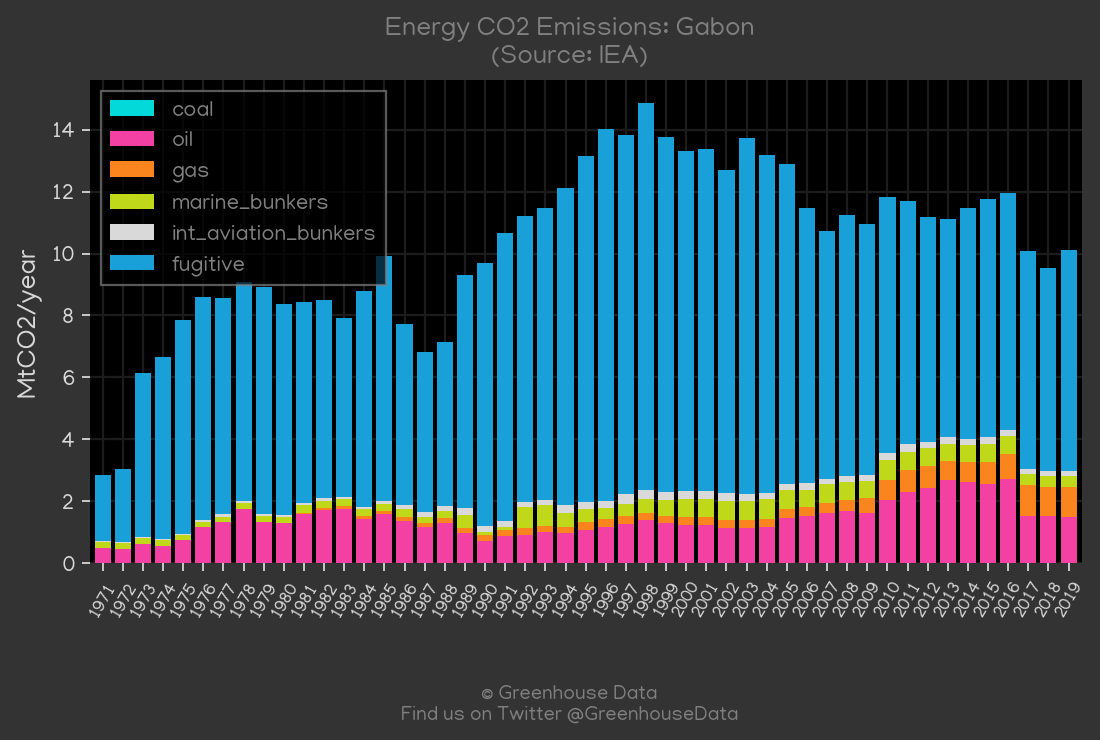 Energy CO2 Emissions: Gabon
(Source: IEA)
coal
oil
gas
marine_bunkers
int_aviation_bunkers
fugitive
MtCO2/year
14
12
10
8
6
4
2
0
1971 1972 1973 1974 1975 1976 1977 1978 1979 1980 1981 1982 1983 1984 1985 1986 1987 1988 1989 1990 1991 1992 1993 1994 1995 1996 1997 1998 1999 2000 2001 2002 2003 2004 2005 2006 2007 2008 2009 2010 2011 2012 2013 2014 2015 2016 2017 2018 2019
© Greenhouse Data
Find us on Twitter @GreenhouseData